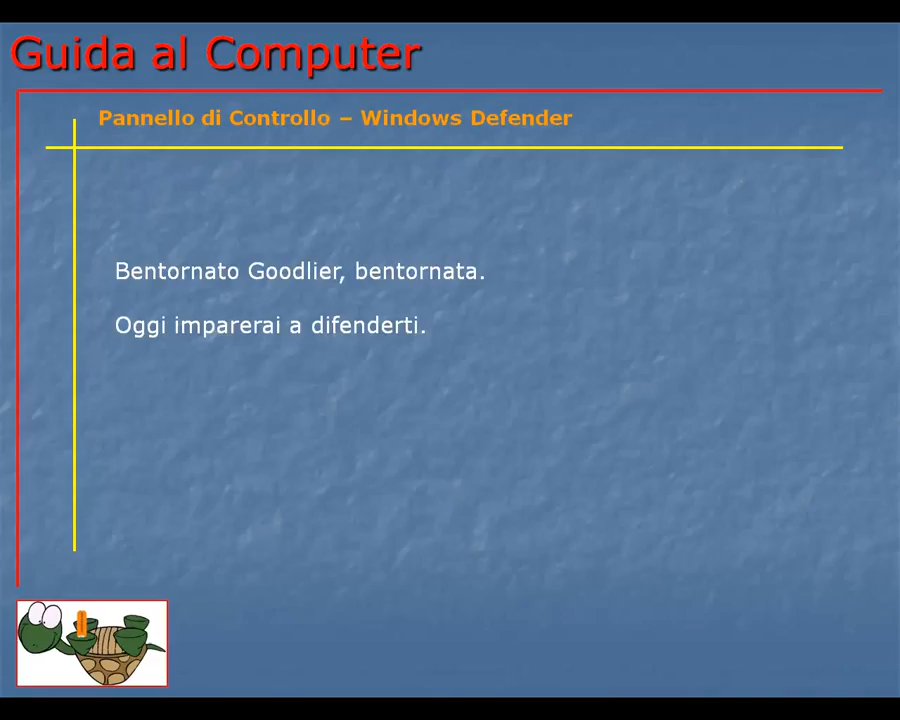 Guida al Computer
Pannello di Controllo – Windows Defender
Bentornato Goodlier, bentornata.
Oggi imparerai a difenderti.